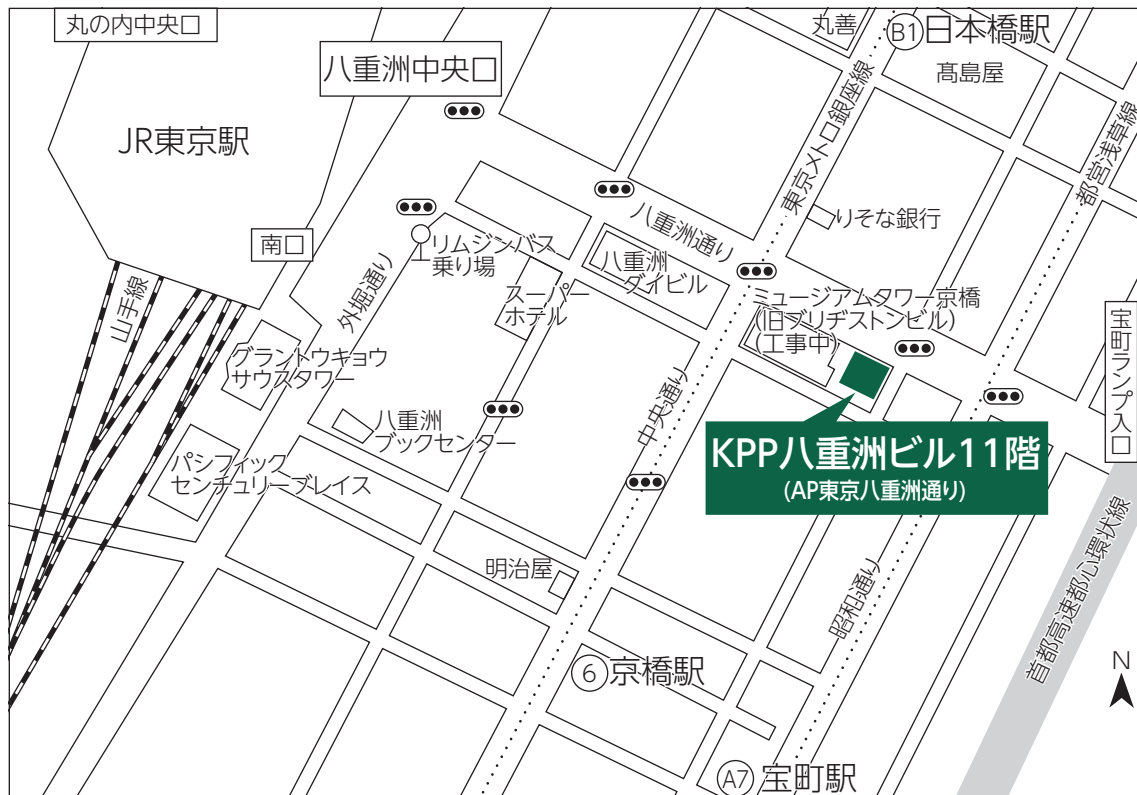 丸の内中央口
八重洲中央口
JR東京駅
南口
山手線
丸善
B1
日本橋駅
髙島屋
東京メトロ銀座線
都営浅草線
八重洲通り
りそな銀行
リムジンバス
乗り場
外堀通り
八重洲
ダイビル
スーパー
ホテル
ミュージアムタワー京橋
(旧ブリヂストンビル)
(工事中)
宝町ランプ入口
グラントウキョウ
サウスタワー
八重洲
ブックセンター
中央通り
KPP八重洲ビル11階
(AP東京八重洲通り)
パシフィック
センチュリープレイス
明治屋
昭和通り
首都高速都心環状線
6
京橋駅
N
A7
宝町駅